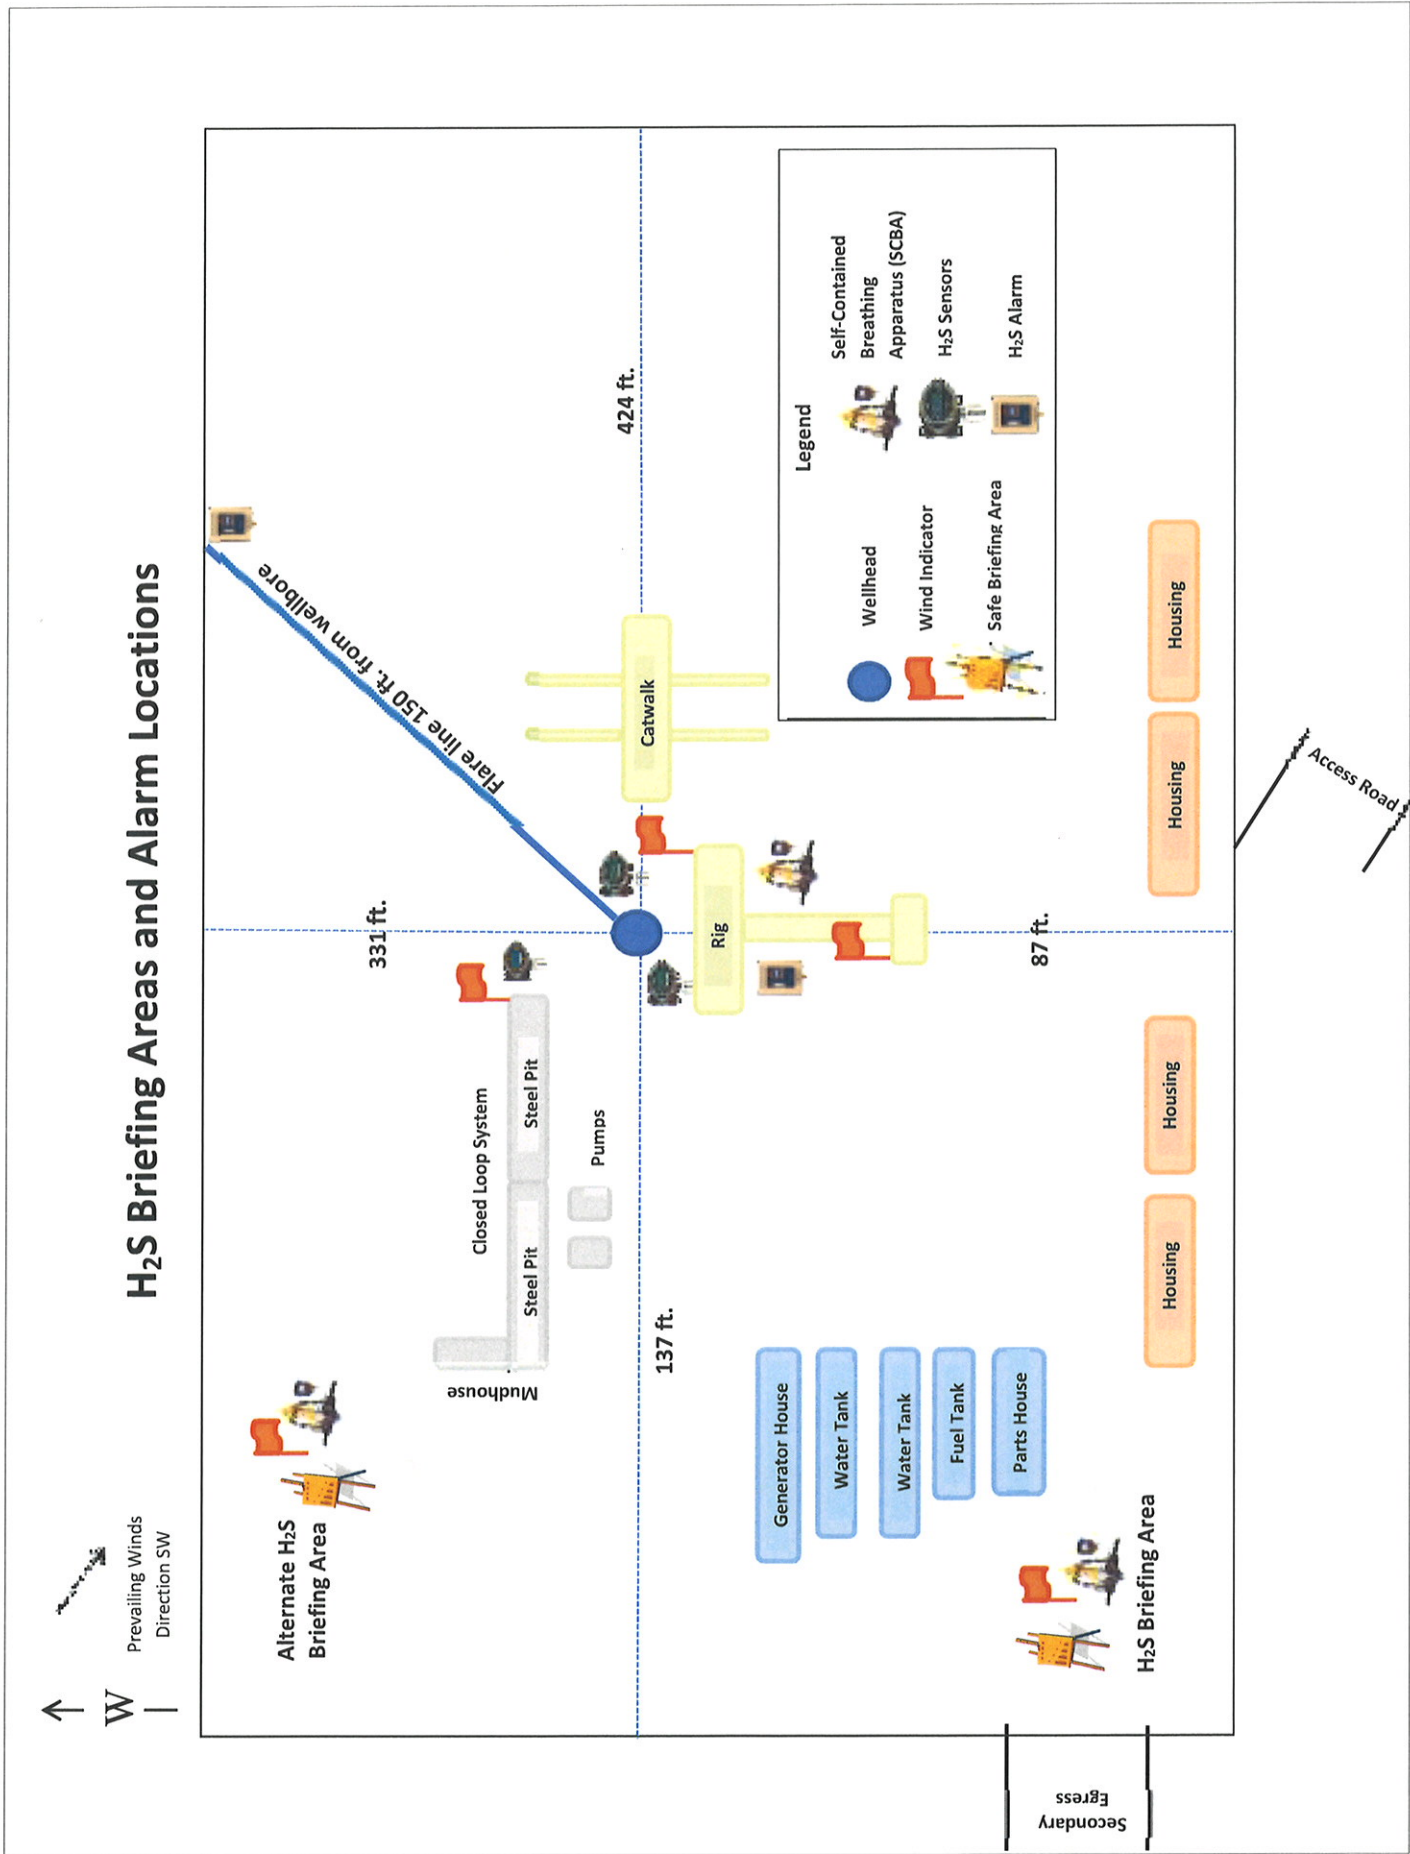 H₂S Briefing Areas and Alarm Locations
W
Prevailing Winds
Direction SW
Alternate H₂S
Briefing Area
Mudhouse
Closed Loop System
Steel Pit
Steel Pit
Pumps
331 ft.
Flare line 150 ft. from wellbore
137 ft.
424 ft.
Rig
Catwalk
87 ft.
Generator House
Water Tank
Water Tank
Fuel Tank
Parts House
H₂S Briefing Area
Housing
Housing
Housing
Housing
Legend
Wellhead
Wind Indicator
Safe Briefing Area
Self-Contained
Breathing
Apparatus (SCBA)
H₂S Sensors
H₂S Alarm
Secondary
Egress
Access Road